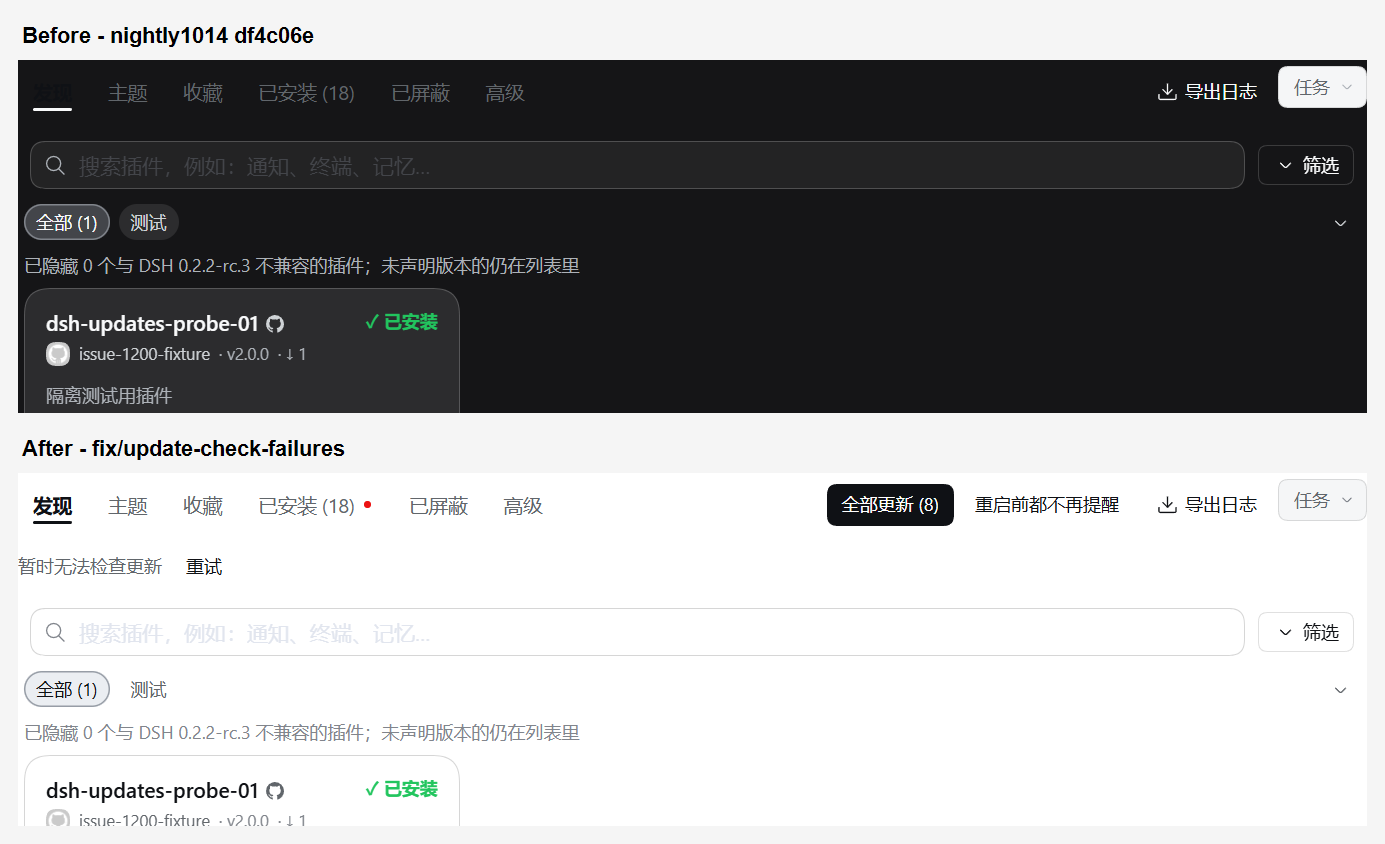 Before - nightly1014 df4c06e
发现 主题 收藏 已安装 (18) 已屏蔽 高级 导出日志 任务
搜索插件，例如：通知、终端、记忆... 筛选
全部 (1) 测试
已隐藏 0 个与 DSH 0.2.2-rc.3 不兼容的插件；未声明版本的仍在列表里
dsh-updates-probe-01 ✓ 已安装
issue-1200-fixture · v2.0.0 · ↓ 1
隔离测试用插件
After - fix/update-check-failures
发现 主题 收藏 已安装 (18) 已屏蔽 高级 全部更新 (8) 重启前都不再提醒 导出日志 任务
暂时无法检查更新 重试
搜索插件，例如：通知、终端、记忆... 筛选
全部 (1) 测试
已隐藏 0 个与 DSH 0.2.2-rc.3 不兼容的插件；未声明版本的仍在列表里
dsh-updates-probe-01 ✓ 已安装
issue-1200-fixture · v2.0.0 · ↓ 1